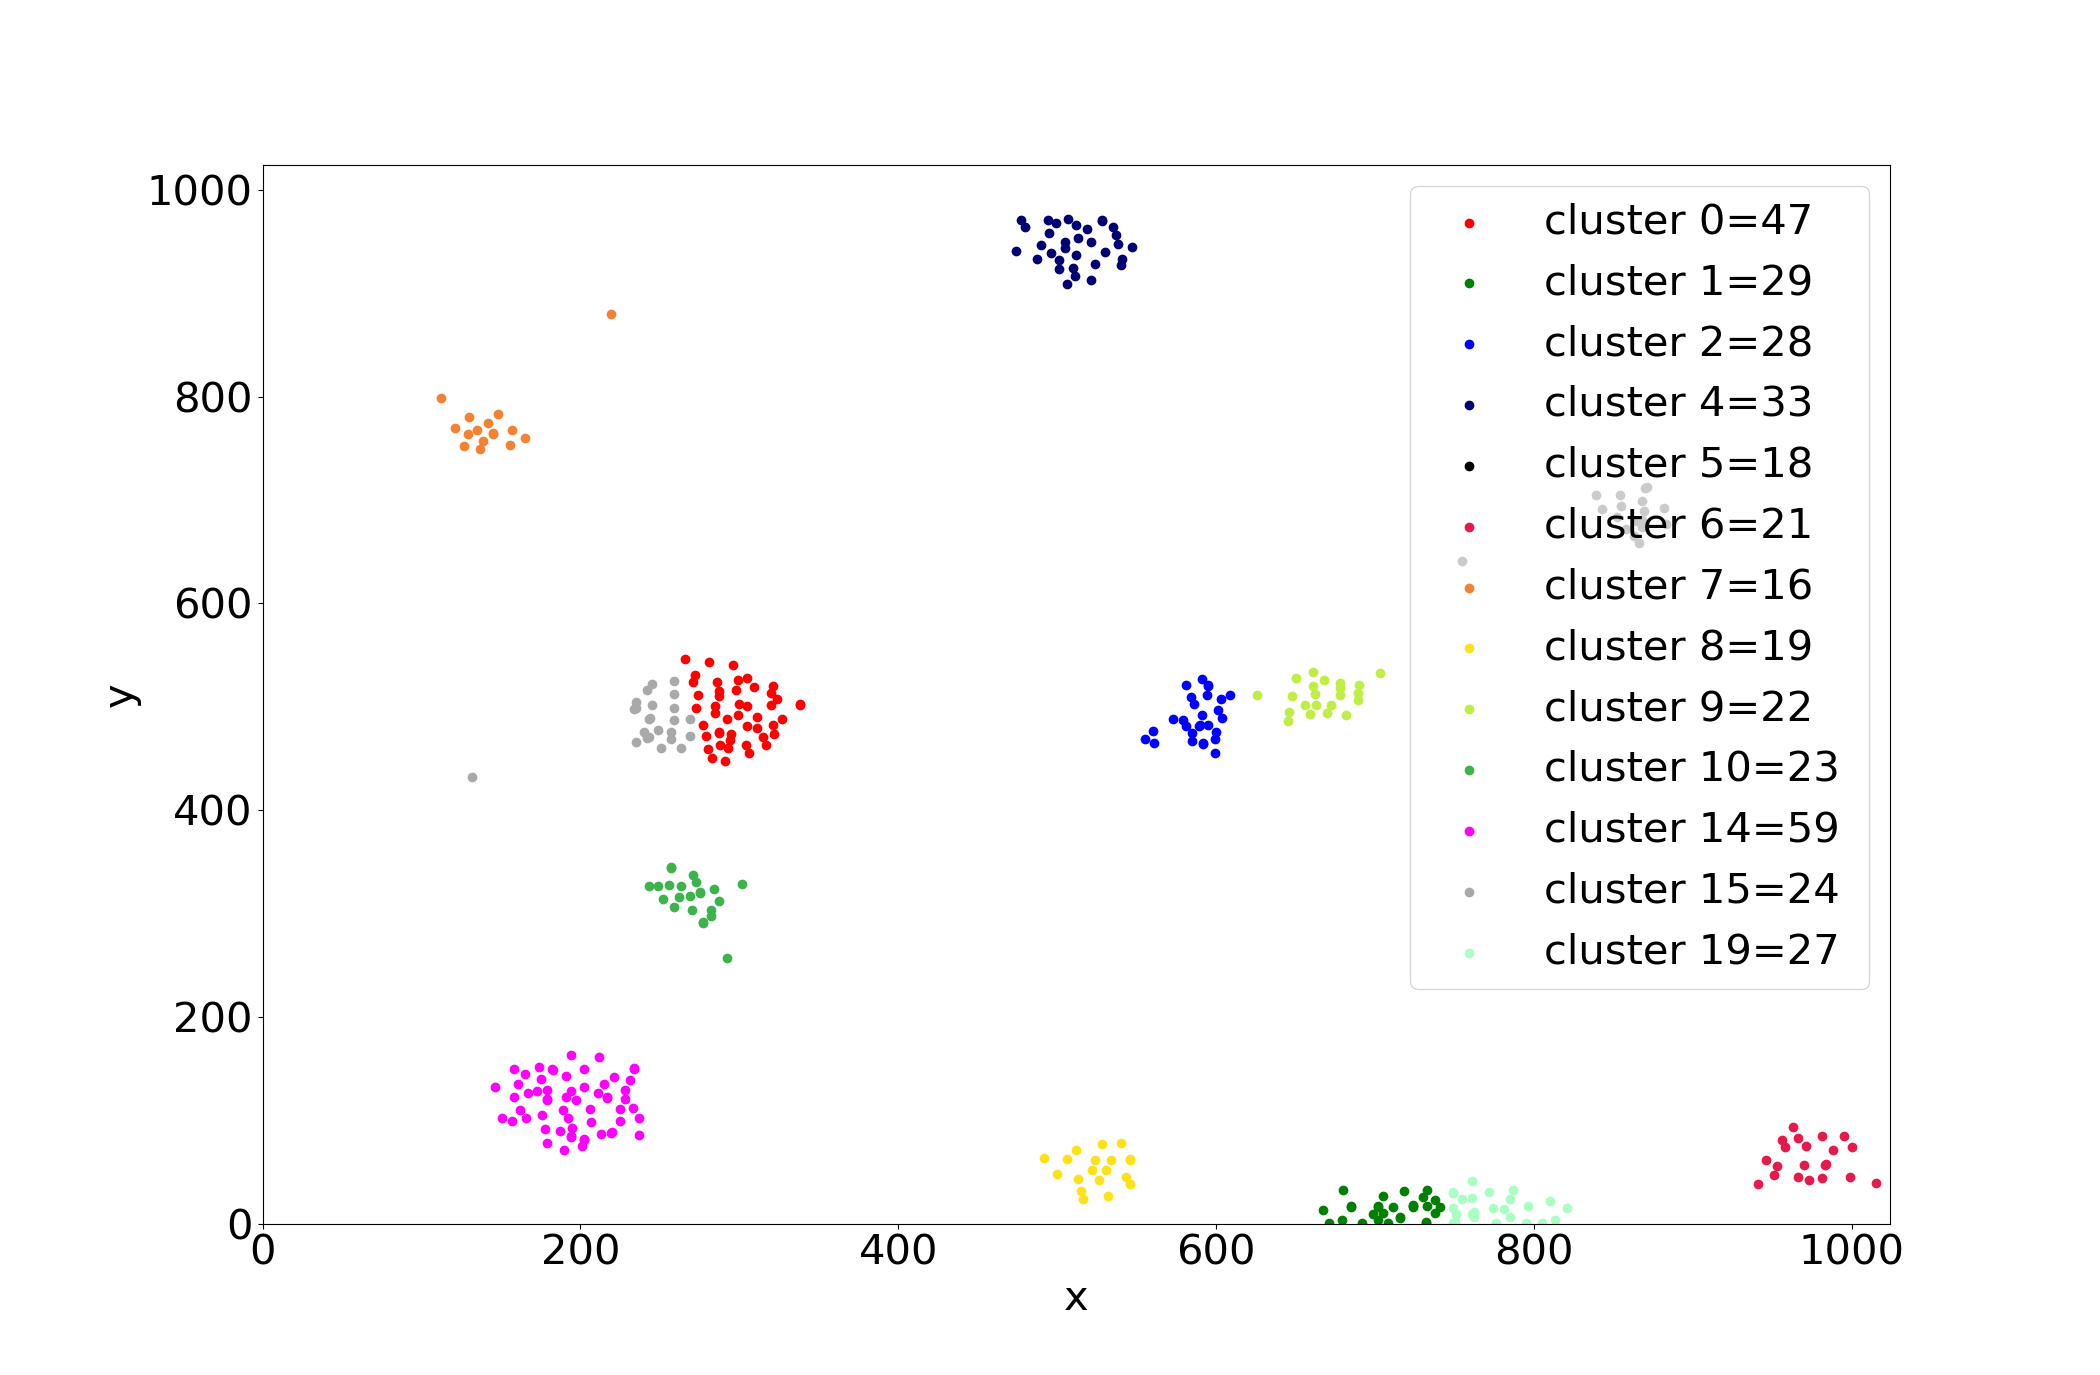 1000
800
600
400
200
0
y
0 200 400 600 800 1000
x
cluster 0=47
cluster 1=29
cluster 2=28
cluster 4=33
cluster 5=18
cluster 6=21
cluster 7=16
cluster 8=19
cluster 9=22
cluster 10=23
cluster 14=59
cluster 15=24
cluster 19=27